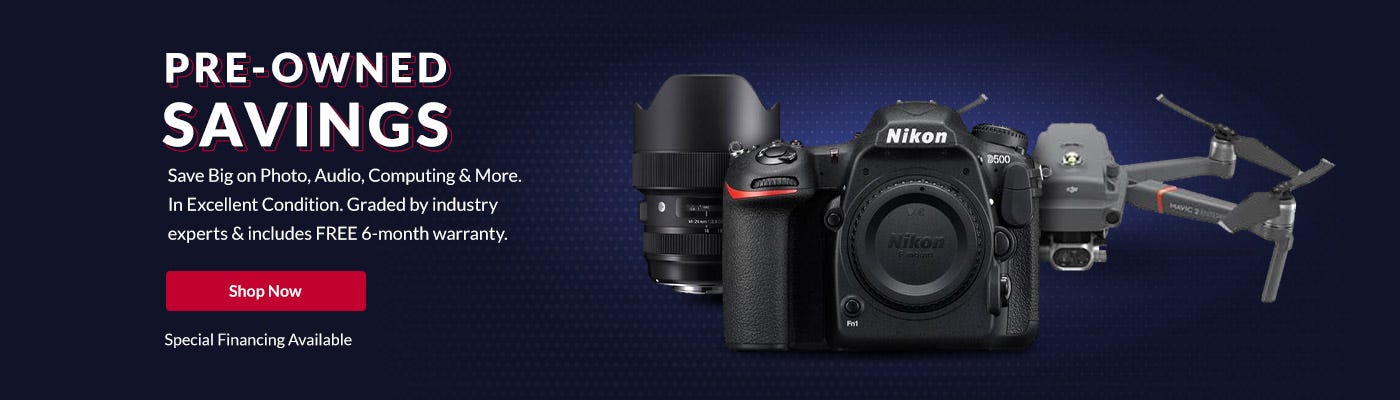 PRE-OWNED
SAVINGS
Save Big on Photo, Audio, Computing & More.
In Excellent Condition. Graded by industry
experts & includes FREE 6-month warranty.
Shop Now
Special Financing Available
Nikon
D500
Nikon
Fn1
dji
MAVIC 2